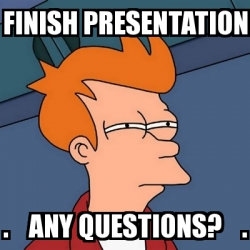 FINISH PRESENTATION
. ANY QUESTIONS? .